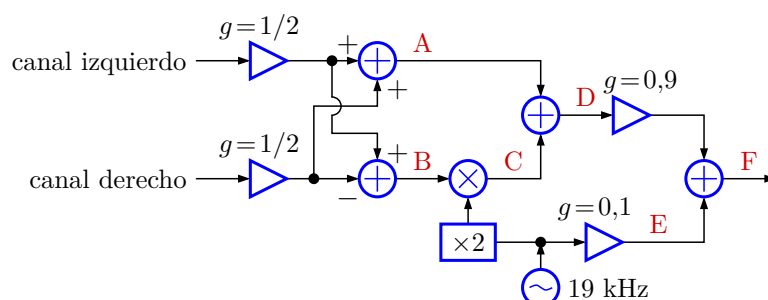 g=1/2
canal izquierdo
+
A
+
g=0,9
D
g=1/2
canal derecho
+
−
B
C
F
g=0,1
E
×2
19 kHz